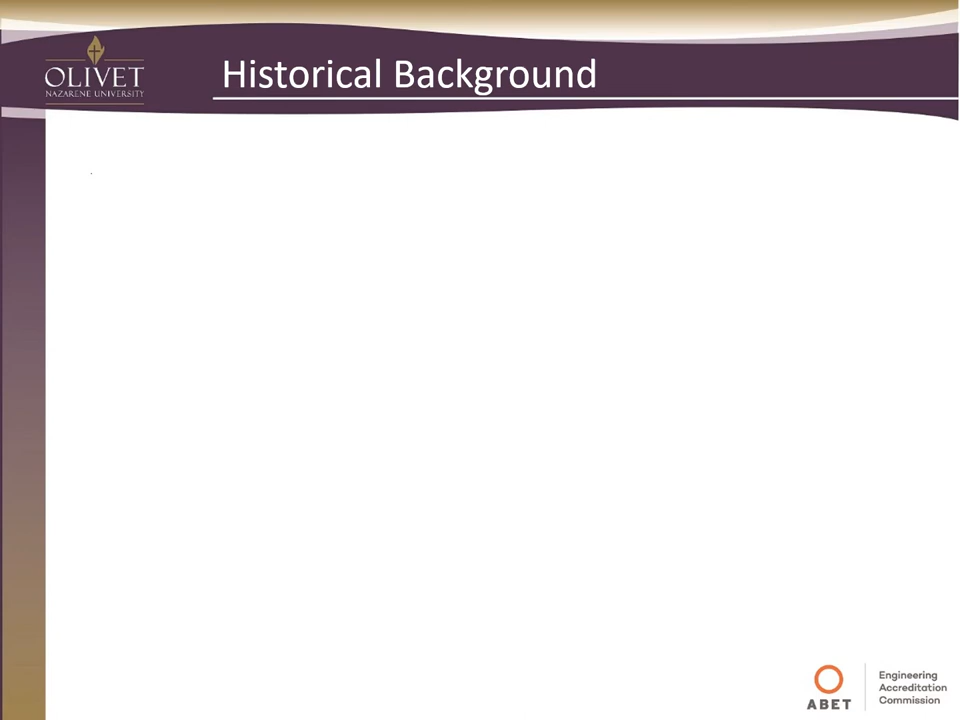 OLIVET
NAZARENE UNIVERSITY
Historical Background
.
ABET
Engineering
Accreditation
Commission